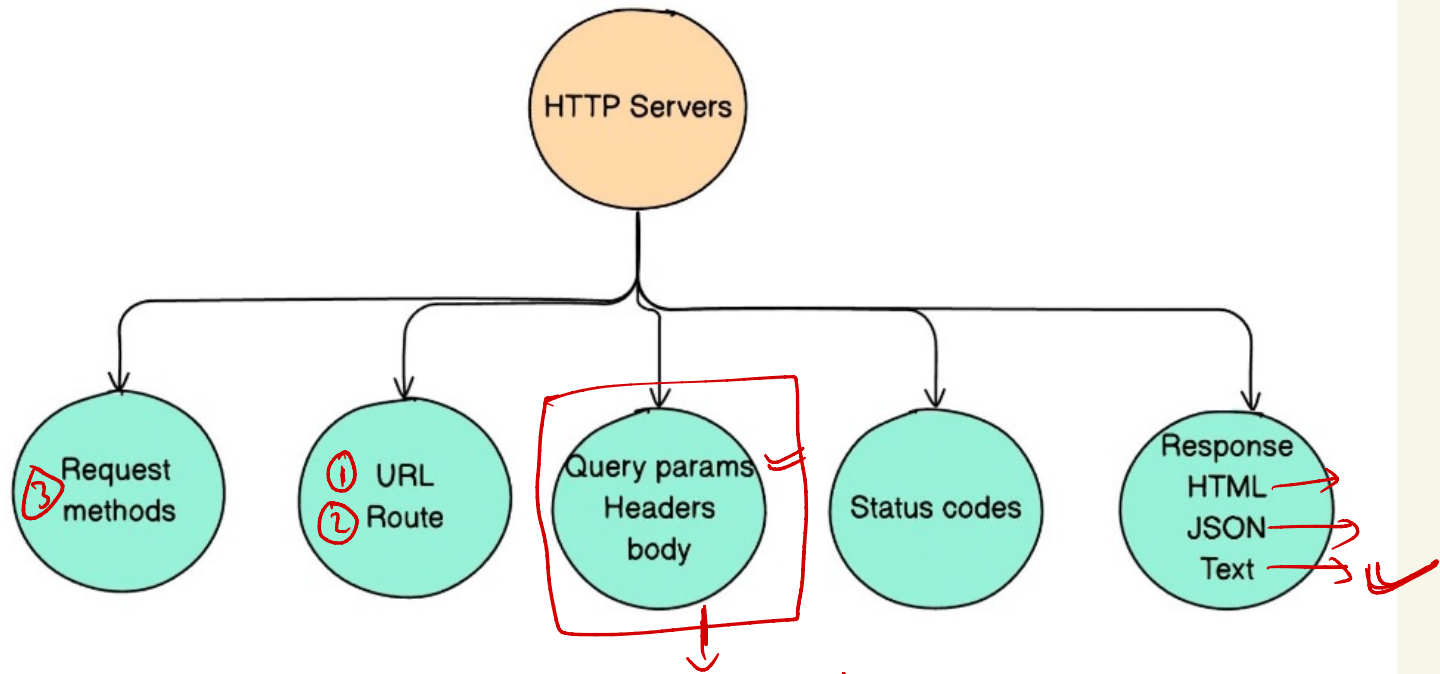 HTTP Servers
3 Request
methods
1 URL
2 Route
Query params
Headers
body
Status codes
Response
HTML
JSON
Text